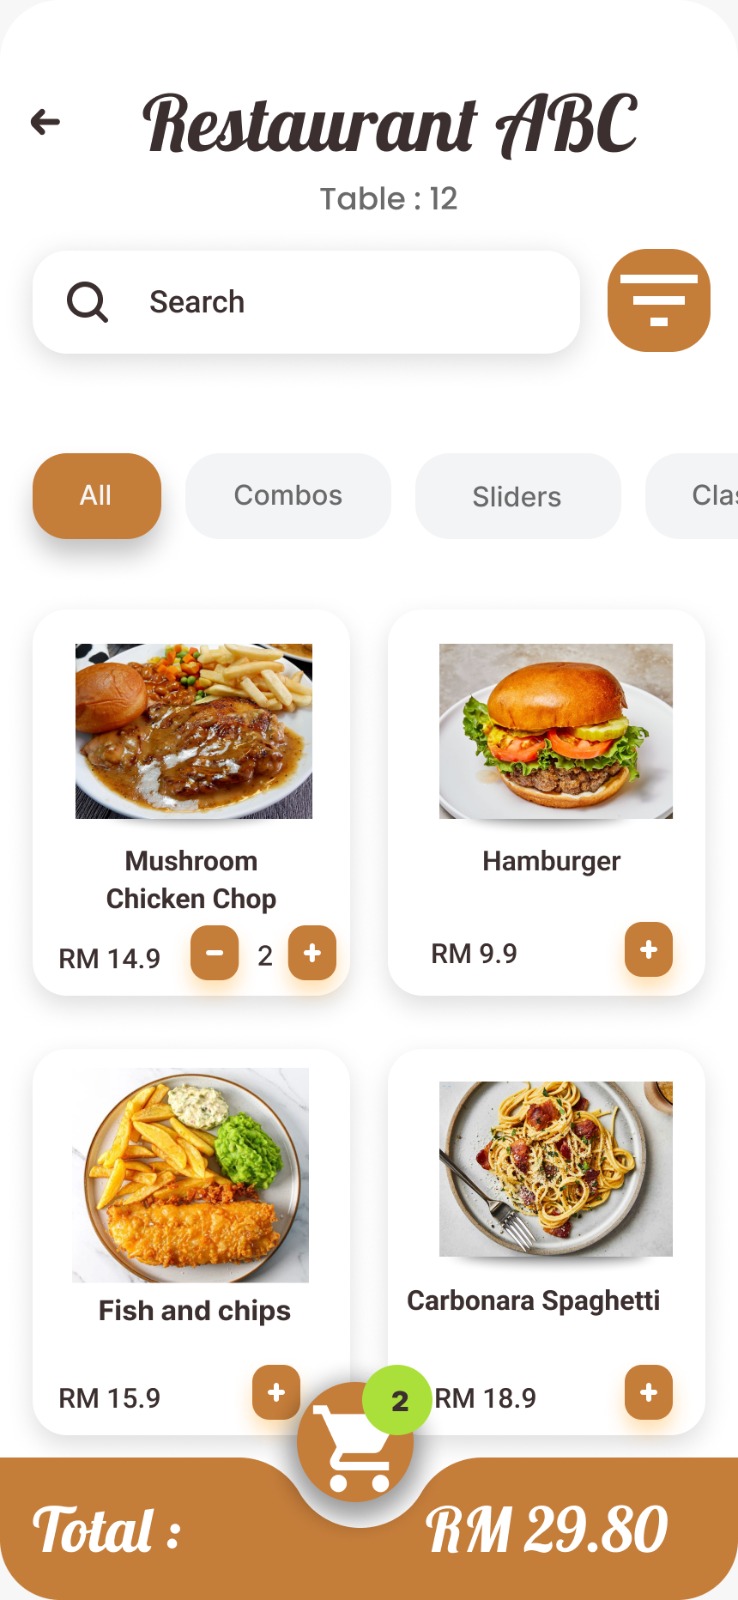 Restaurant ABC
Table : 12
Search
All
Combos
Sliders
Clas
Mushroom
Chicken Chop
RM 14.9
2
Hamburger
RM 9.9
Fish and chips
RM 15.9
Carbonara Spaghetti
RM 18.9
2
Total :
RM 29.80